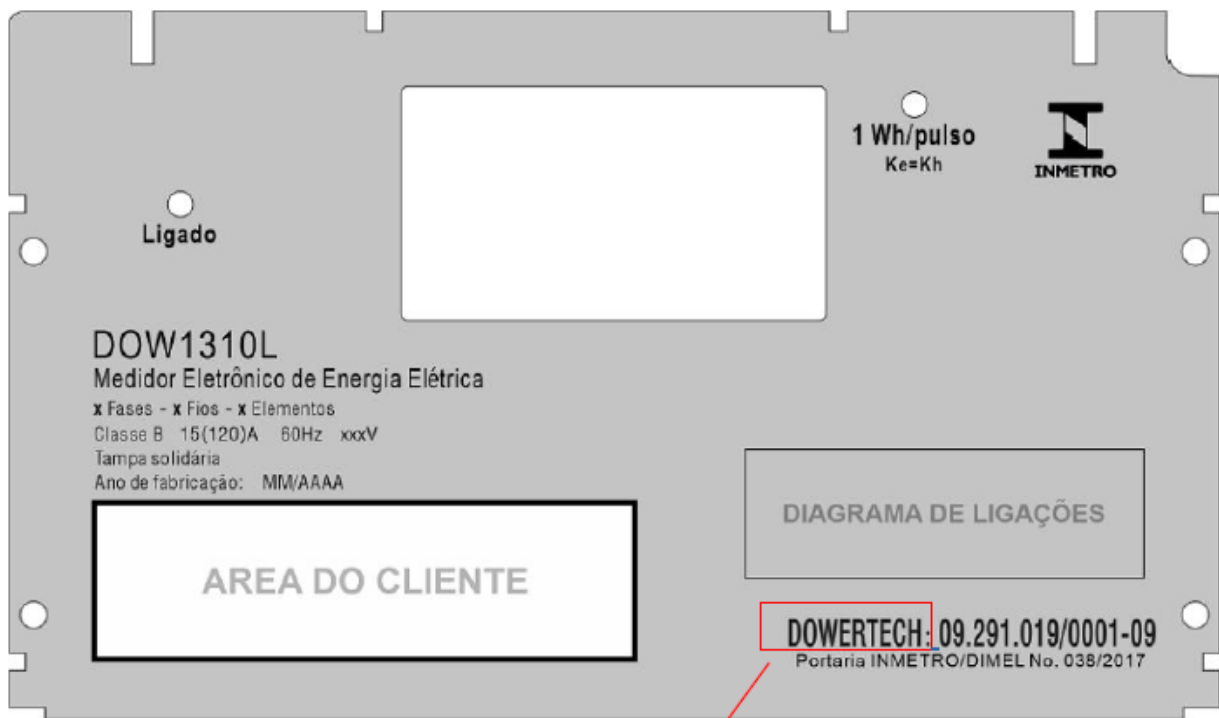 1 Wh/pulso
Ke=Kh
INMETRO
Ligado
DOW1310L
Medidor Eletrônico de Energia Elétrica
x Fases - x Fios - x Elementos
Classe B 15(120)A 60Hz xxxV
Tampa solidária
Ano de fabricação: MM/AAAA
AREA DO CLIENTE
DIAGRAMA DE LIGAÇÕES
DOWERTECH: 09.291.019/0001-09
Portaria INMETRO/DIMEL No. 038/2017